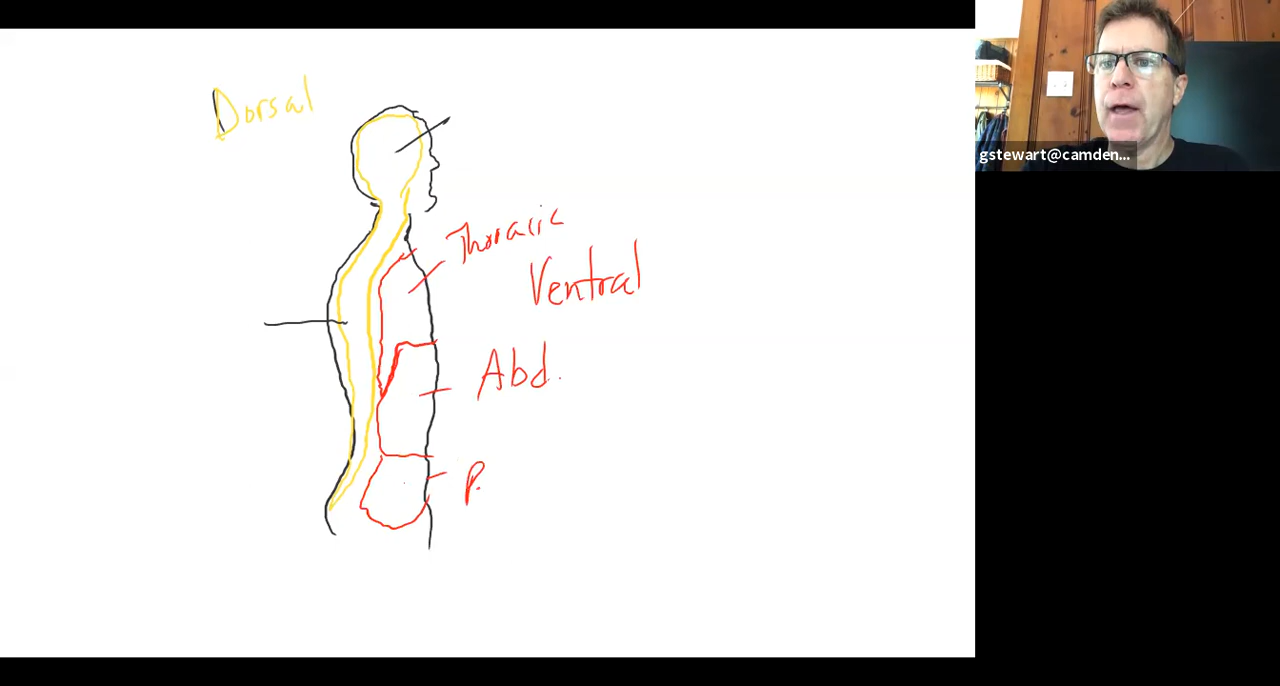 Dorsal
gstewart@camden...
Thoracic
Ventral
Abd.
P.